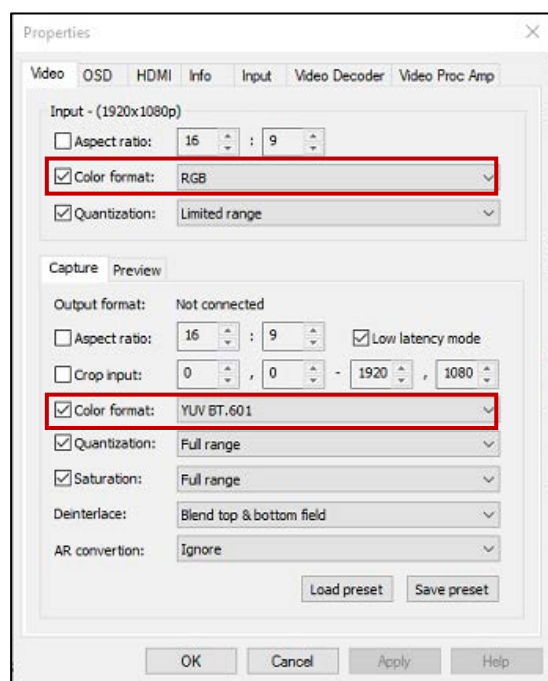 Properties
Video OSD HDMI Info Input Video Decoder Video Proc Amp
Input - (1920x1080p)
Aspect ratio: 16 : 9
Color format: RGB
Quantization: Limited range
Capture Preview
Output format: Not connected
Aspect ratio: 16 : 9 Low latency mode
Crop input: 0 , 0 - 1920 , 1080
Color format: YUV BT.601
Quantization: Full range
Saturation: Full range
Deinterlace: Blend top & bottom field
AR convertion: Ignore
Load preset Save preset
OK Cancel Apply Help